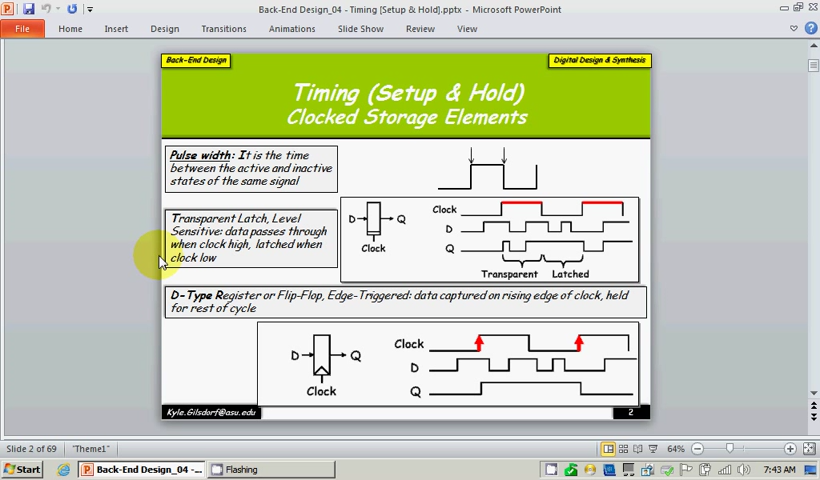 Back-End Design_04 - Timing [Setup & Hold].pptx - Microsoft PowerPoint
File Home Insert Design Transitions Animations Slide Show Review View
Back-End Design Digital Design & Synthesis
Timing (Setup & Hold)
Clocked Storage Elements
Pulse width: It is the time
between the active and inactive
states of the same signal
Transparent Latch, Level
Sensitive: data passes through
when clock high, latched when
clock low
D Q
Clock
Clock
D
Q
Transparent Latched
D-Type Register or Flip-Flop, Edge-Triggered: data captured on rising edge of clock, held
for rest of cycle
D Q
Clock
Clock
D
Q
Kyle.Gilsdorf@asu.edu 2
Slide 2 of 69 "Theme1" 64%
Start Back-End Design_04 -... Flashing 7:43 AM